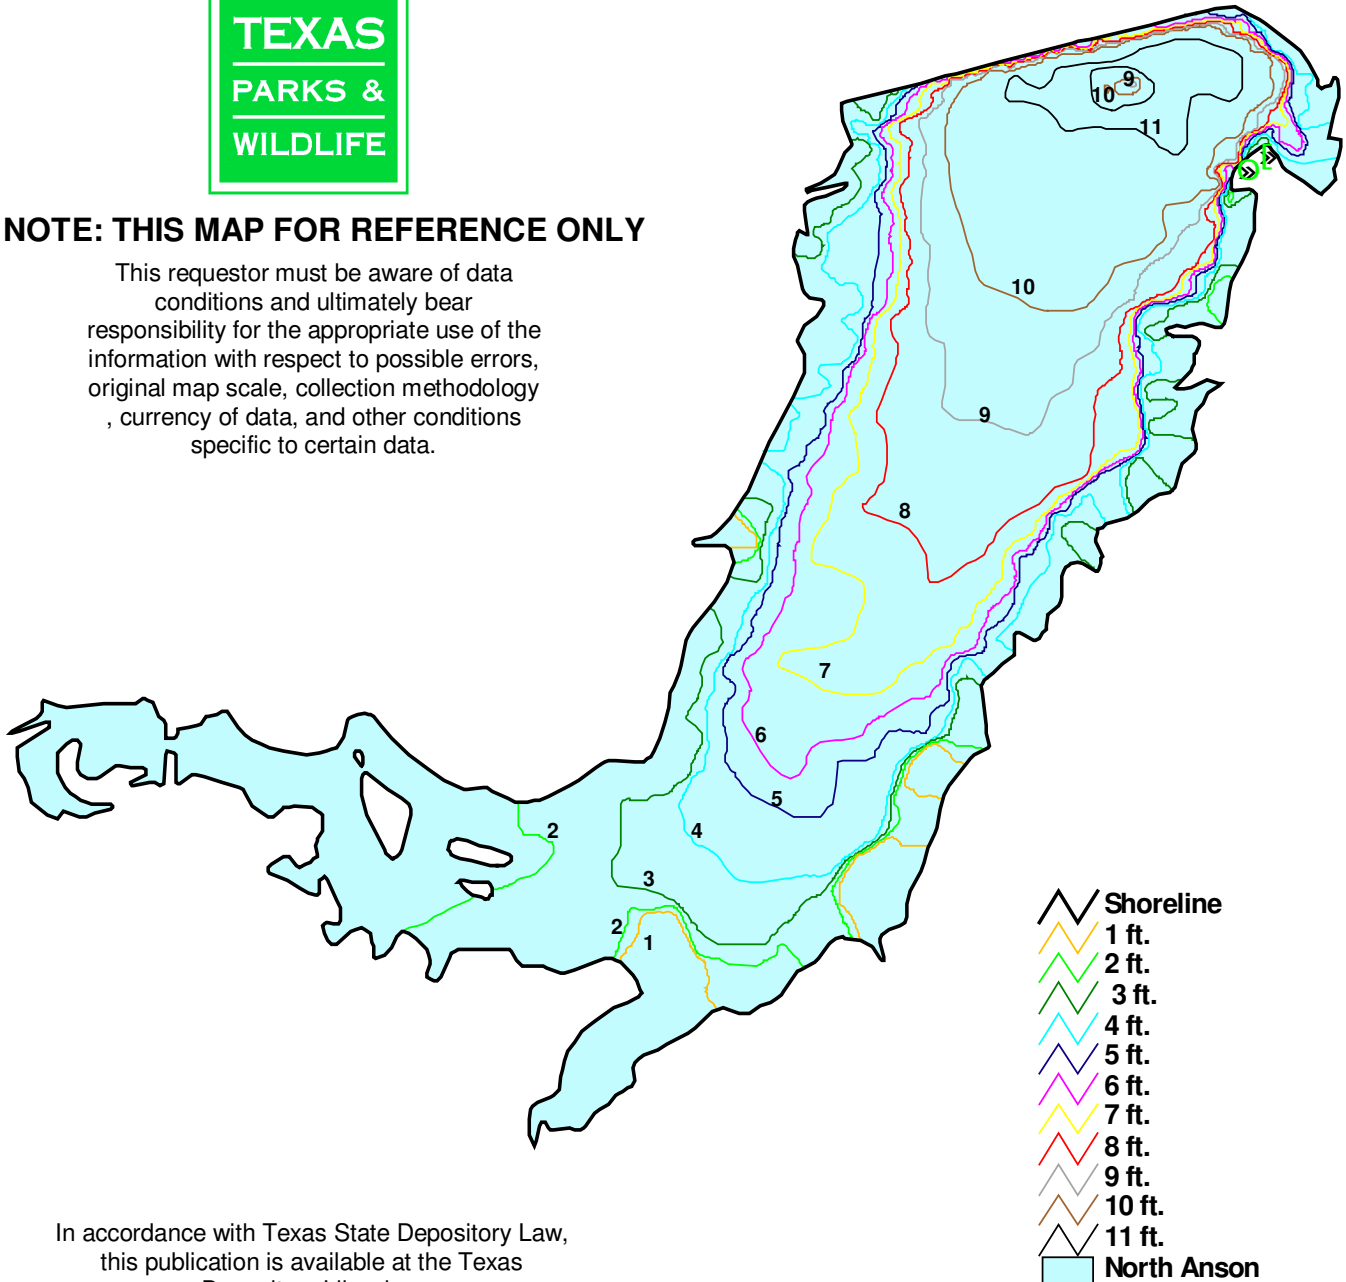 TEXAS
PARKS &
WILDLIFE
NOTE: THIS MAP FOR REFERENCE ONLY
This requestor must be aware of data
conditions and ultimately bear
responsibility for the appropriate use of the
information with respect to possible errors,
original map scale, collection methodology
, currency of data, and other conditions
specific to certain data.
9
10
11
10
9
8
7
6
5
4
2
3
2
1
Shoreline
1 ft.
2 ft.
3 ft.
4 ft.
5 ft.
6 ft.
7 ft.
8 ft.
9 ft.
10 ft.
11 ft.
North Anson
In accordance with Texas State Depository Law,
this publication is available at the Texas